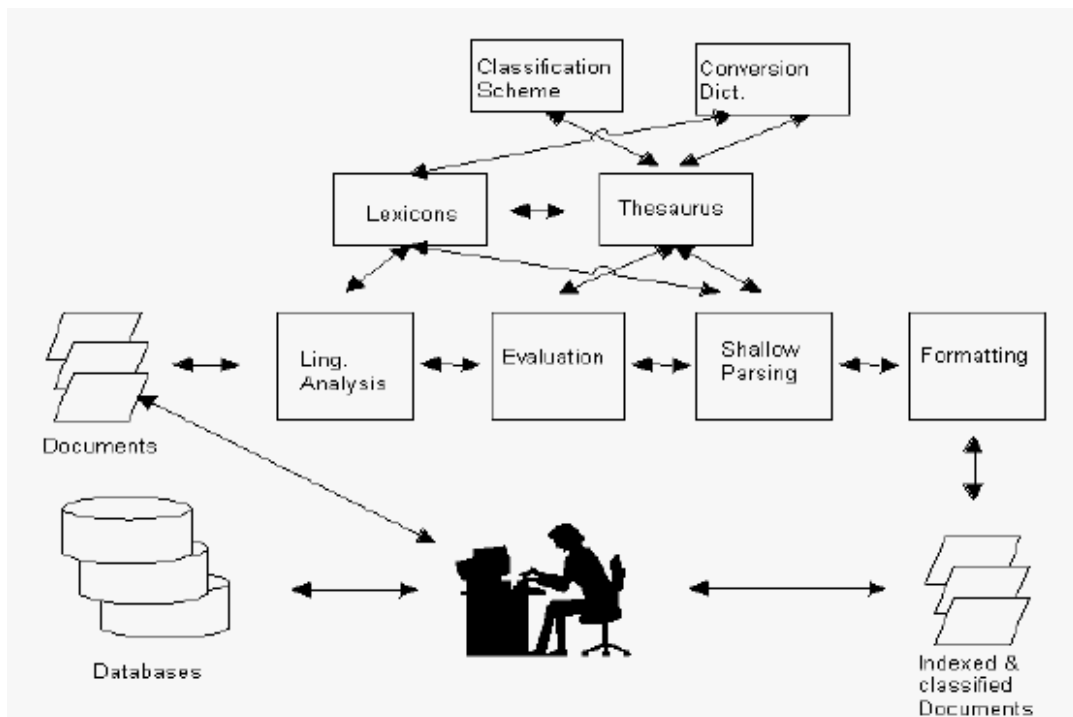 Classification
Scheme
Conversion
Dict.
Lexicons
Thesaurus
Ling.
Analysis
Evaluation
Shallow
Parsing
Formatting
Documents
Databases
Indexed &
classified
Documents